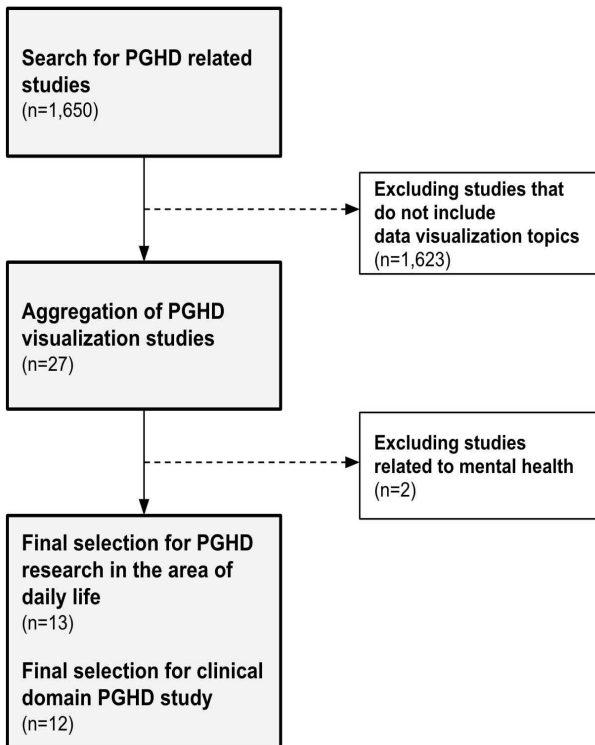 Search for PGHD related
studies
(n=1,650)
Excluding studies that
do not include
data visualization topics
(n=1,623)
Aggregation of PGHD
visualization studies
(n=27)
Excluding studies
related to mental health
(n=2)
Final selection for PGHD
research in the area of
daily life
(n=13)
Final selection for clinical
domain PGHD study
(n=12)